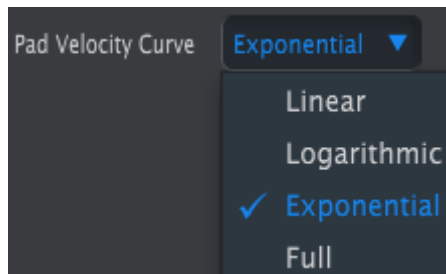 Pad Velocity Curve Exponential ▼
Linear
Logarithmic
✓ Exponential
Full